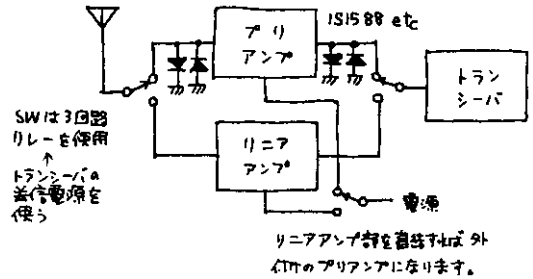 プリ
アンプ
1S1588 etc
トラン
シーバ
SWは3回路
リレーを使用
↑
トランシーバの
送信電源を
使う
リニア
アンプ
電源
リニアアンプ部を直結すれば外
付けのプリアンプになります。